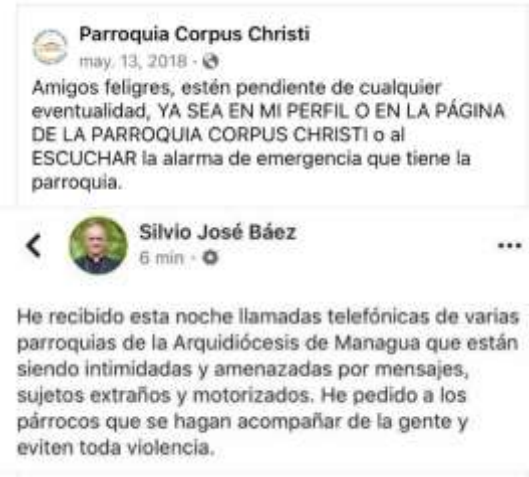 Parroquia Corpus Christi
may. 13, 2018 ·
Amigos feligres, estén pendiente de cualquier
eventualidad, YA SEA EN MI PERFIL O EN LA PÁGINA
DE LA PARROQUIA CORPUS CHRISTI o al
ESCUCHAR la alarma de emergencia que tiene la
parroquia.
Silvio José Báez
6 min ·
He recibido esta noche llamadas telefónicas de varias
parroquias de la Arquidiócesis de Managua que están
siendo intimidadas y amenazadas por mensajes,
sujetos extraños y motorizados. He pedido a los
párrocos que se hagan acompañar de la gente y
eviten toda violencia.